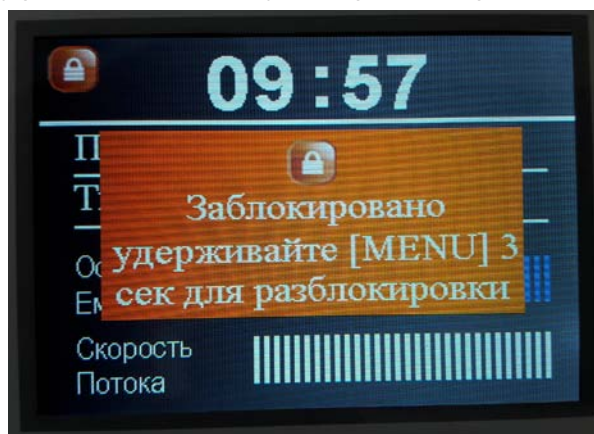 09:57
Заблокировано
удерживайте [MENU] 3
сек для разблокировки
Скорость
Потока